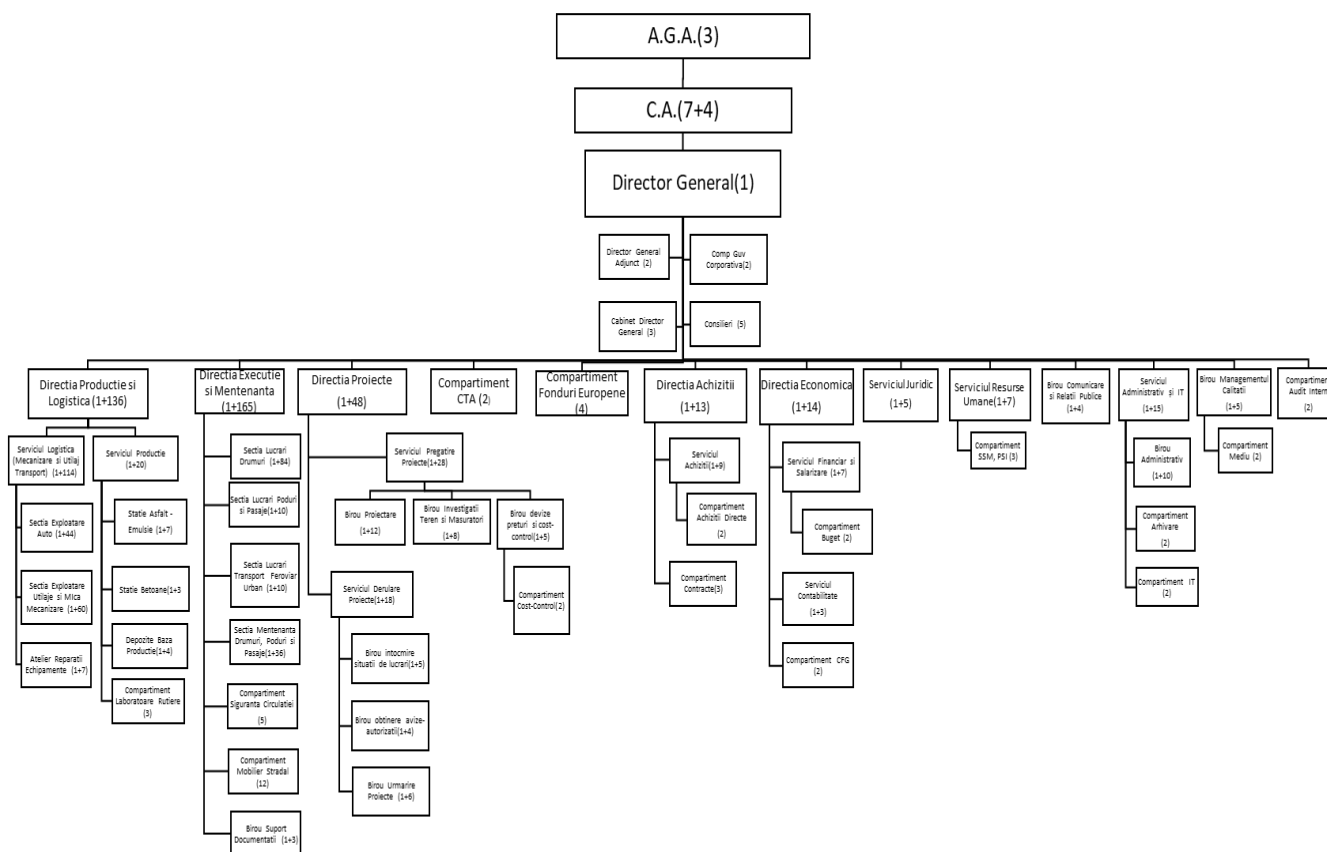 A.G.A.(3)
C.A.(7+4)
Director General(1)
Director General
Adjunct (2)
Comp Guv
Corporativa(2)
Cabinet Director
General (3)
Consilieri (5)
Directia Productie si
Logistica (1+136)
Directia Executie
si Mentenanta
(1+165)
Directia Proiecte
(1+48)
Compartiment
CTA (2)
Compartiment
Fonduri Europene
(4)
Directia Achizitii
(1+13)
Directia Economica
(1+14)
Serviciul Juridic
(1+5)
Serviciul Resurse
Umane(1+7)
Birou Comunicare
si Relatii Publice
(1+4)
Serviciul
Administrativ și IT
(1+15)
Birou Managementul
Calitatii
(1+5)
Compartiment
Audit Intern
(2)
Serviciul Logistica
(Mecanizare si Utilaj
Transport) (1+114)
Sectia Exploatare
Auto (1+44)
Sectia Exploatare
Utilaje si Mica
Mecanizare (1+60)
Atelier Reparatii
Echipamente (1+7)
Serviciul Productie
(1+20)
Statie Asfalt -
Emulsie (1+7)
Statie Betoane(1+3
Depozite Baza
Productie(1+4)
Compartiment
Laboratoare Rutiere
(3)
Sectia Lucrari
Drumuri (1+84)
Sectia Lucrari Poduri
si Pasaje(1+10)
Sectia Lucrari
Transport Feroviar
Urban (1+10)
Sectia Mentenanta
Drumuri, Poduri si
Pasaje(1+36)
Compartiment
Siguranta Circulatiei
(5)
Compartiment
Mobilier Stradal
(12)
Birou Suport
Documentatii (1+3)
Serviciul Pregatire
Proiecte(1+28)
Birou Proiectare
(1+12)
Birou Investigatii
Teren si Masuratori
(1+8)
Birou devize
preturi si cost-
control(1+5)
Compartiment
Cost-Control(2)
Serviciul Derulare
Proiecte(1+18)
Birou intocmire
situatii de lucrari(1+5)
Birou obtinere avize-
autorizatii(1+4)
Birou Urmarire
Proiecte (1+6)
Serviciul
Achizitii(1+9)
Compartiment
Achizitii Directe
(2)
Compartiment
Contracte(3)
Serviciul Financiar si
Salarizare (1+7)
Compartiment
Buget (2)
Serviciul
Contabilitate
(1+3)
Compartiment CFG
(2)
Compartiment
SSM, PSI (3)
Birou
Administrativ
(1+10)
Compartiment
Arhivare
(2)
Compartiment IT
(2)
Compartiment
Mediu (2)